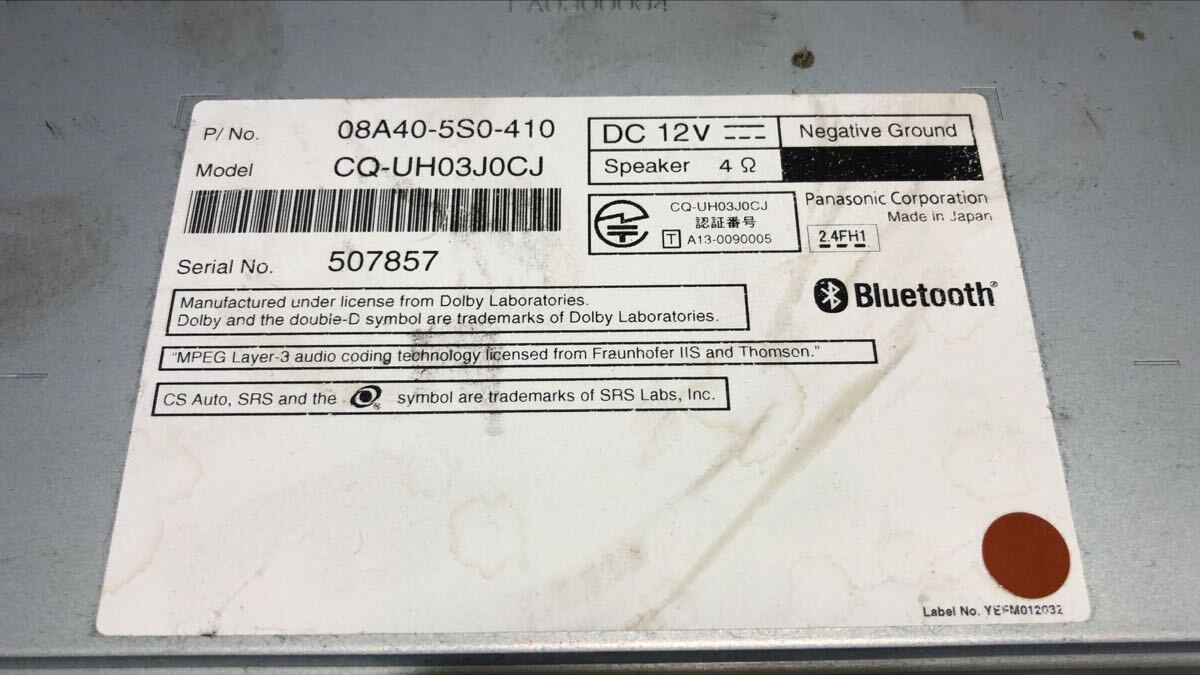 P/No. 08A40-5S0-410
Model CQ-UH03J0CJ
Serial No. 507857
DC 12V
Negative Ground
Speaker 4 Ω
CQ-UH03J0CJ
認証番号
T A13-0090005
Panasonic Corporation
Made in Japan
2.4FH1
Bluetooth®
Manufactured under license from Dolby Laboratories.
Dolby and the double-D symbol are trademarks of Dolby Laboratories.
"MPEG Layer-3 audio coding technology licensed from Fraunhofer IIS and Thomson."
CS Auto, SRS and the symbol are trademarks of SRS Labs, Inc.
Label No. YEFM012032